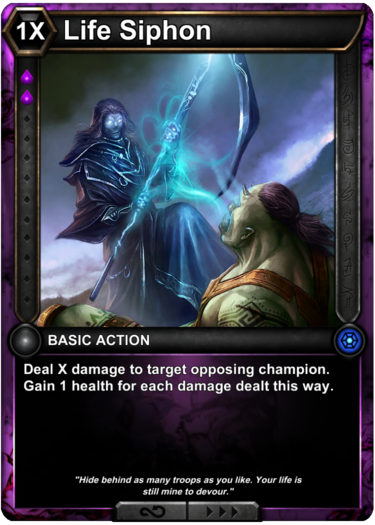 1X Life Siphon
BASIC ACTION
Deal X damage to target opposing champion.
Gain 1 health for each damage dealt this way.
"Hide behind as many troops as you like. Your life is
still mine to devour."